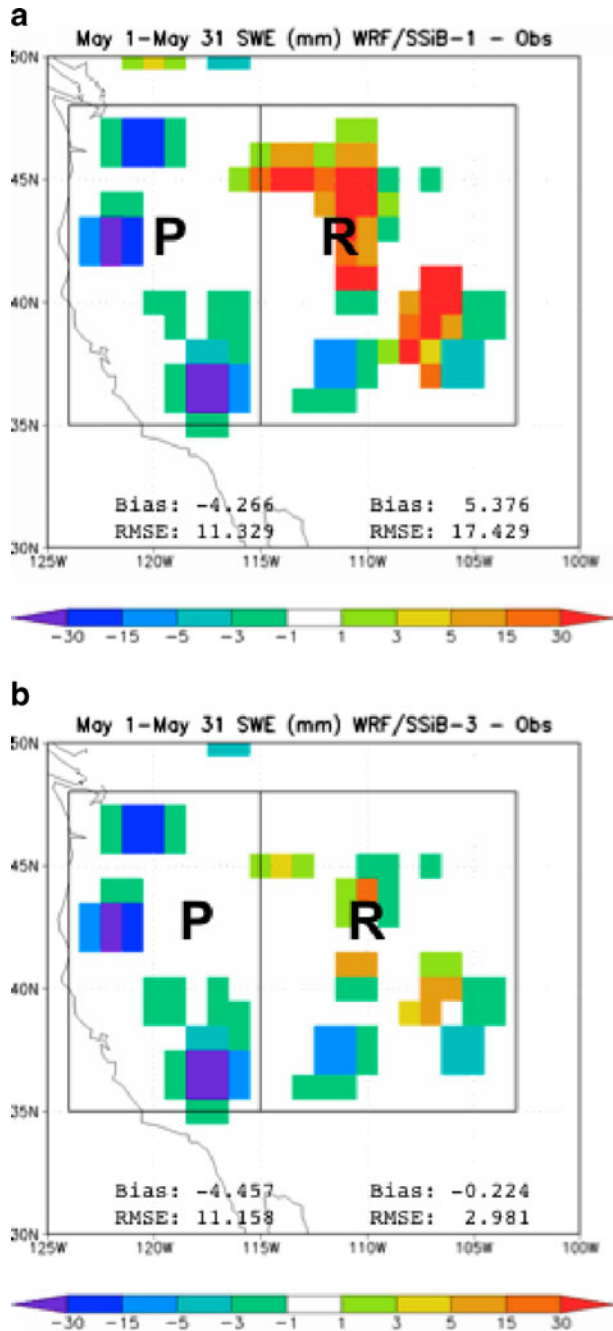 a
May 1-May 31 SWE (mm) WRF/SSiB-1 - Obs
50N
45N
P R
40N
35N
Bias: -4.266 Bias: 5.376
RMSE: 11.329 RMSE: 17.429
30N
125W 120W 115W 110W 105W 100W
-30 -15 -5 -3 -1 1 3 5 15 30
b
May 1-May 31 SWE (mm) WRF/SSiB-3 - Obs
50N
45N
P R
40N
35N
Bias: -4.457 Bias: -0.224
RMSE: 11.158 RMSE: 2.981
30N
125W 120W 115W 110W 105W 100W
-30 -15 -5 -3 -1 1 3 5 15 30